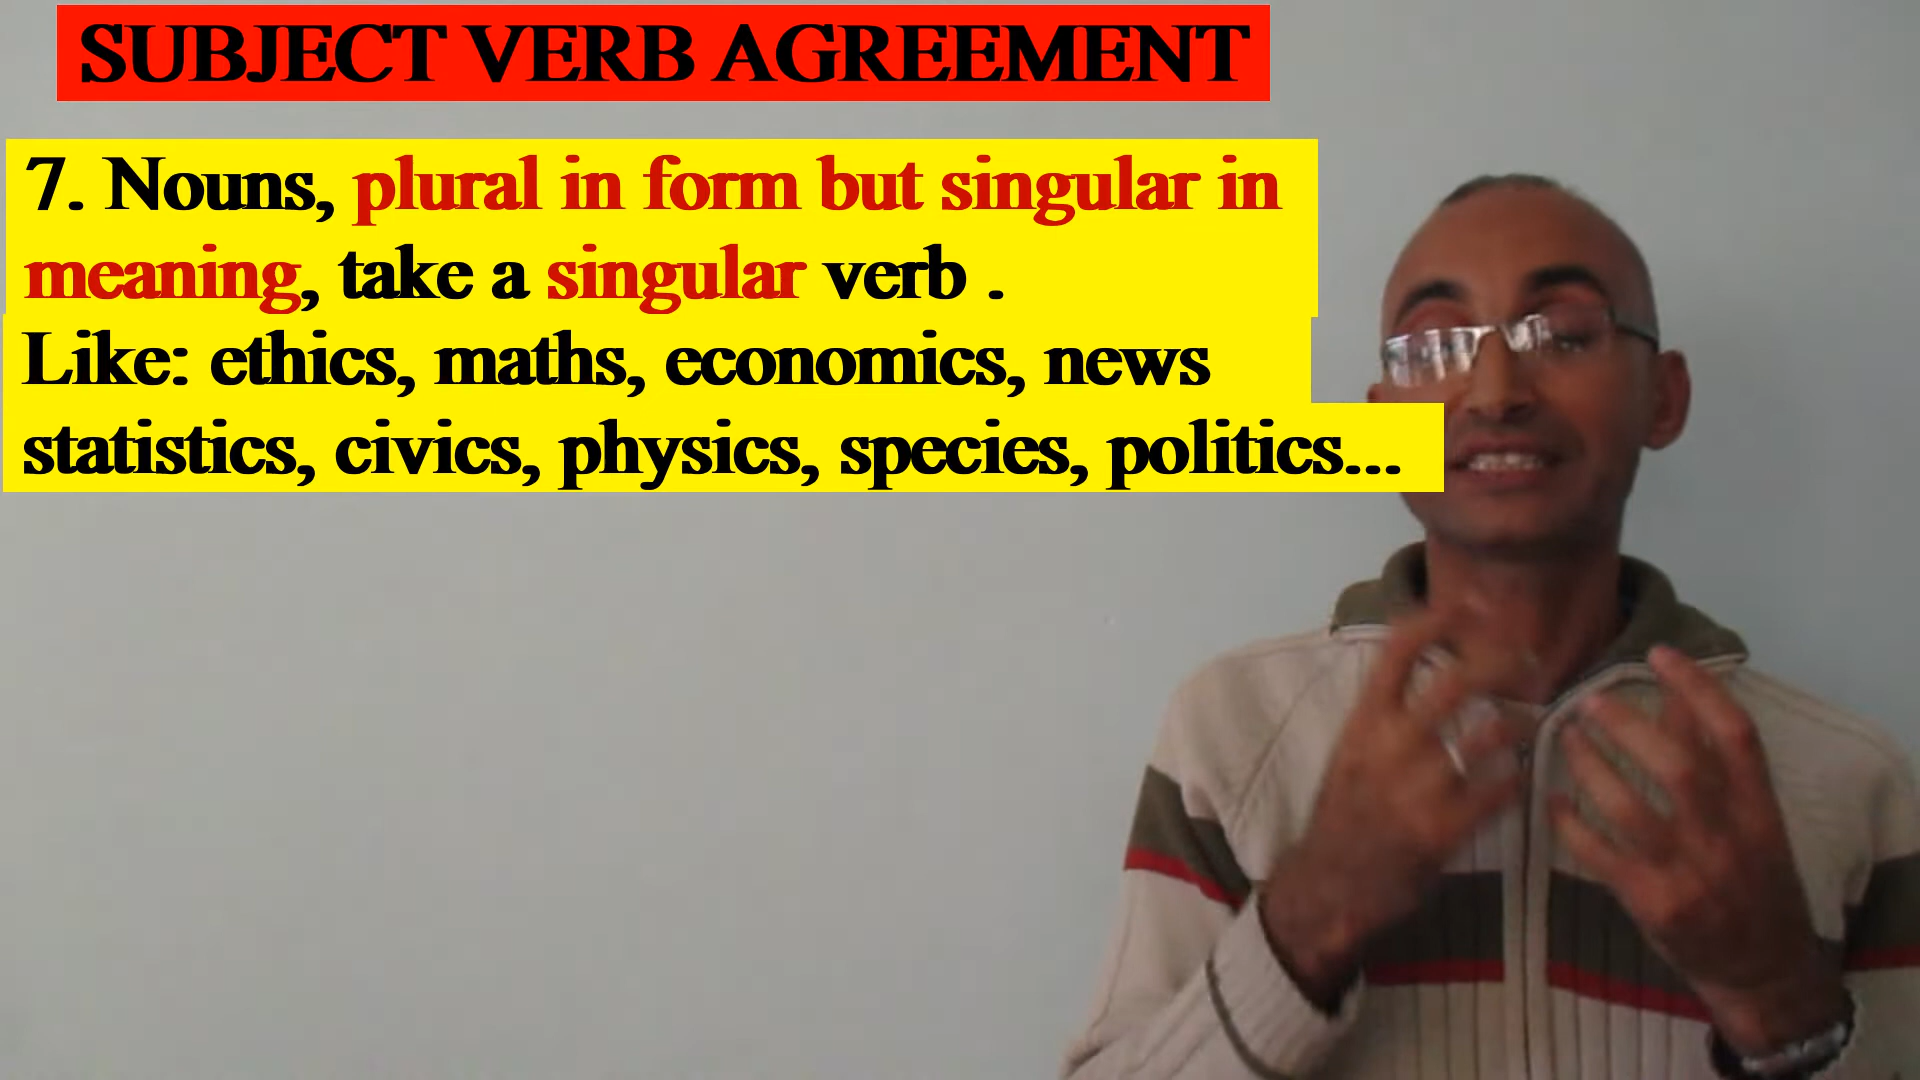 SUBJECT VERB AGREEMENT
7. Nouns, plural in form but singular in
meaning, take a singular verb .
Like: ethics, maths, economics, news
statistics, civics, physics, species, politics...